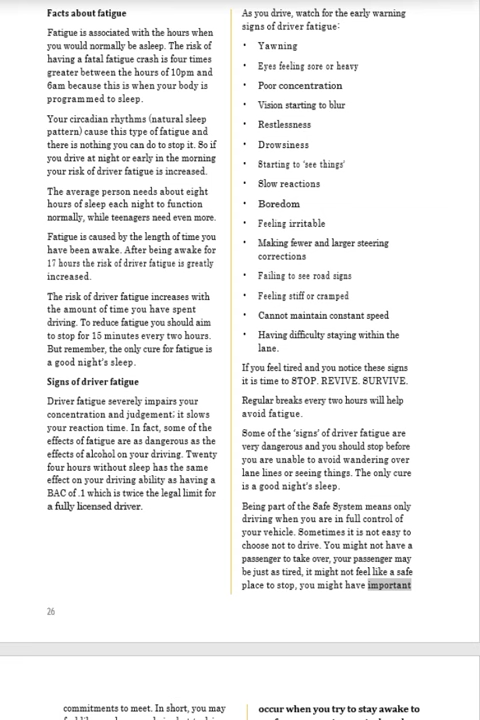 Facts about fatigue
Fatigue is associated with the hours when
you would normally be asleep. The risk of
having a fatal fatigue crash is four times
greater between the hours of 10pm and
6am because this is when your body is
programmed to sleep.
Your circadian rhythms (natural sleep
pattern) cause this type of fatigue and
there is nothing you can do to stop it. So if
you drive at night or early in the morning
your risk of driver fatigue is increased.
The average person needs about eight
hours of sleep each night to function
normally, while teenagers need even more.
Fatigue is caused by the length of time you
have been awake. After being awake for
17 hours the risk of driver fatigue is greatly
increased.
The risk of driver fatigue increases with
the amount of time you have spent
driving. To reduce fatigue you should aim
to stop for 15 minutes every two hours.
But remember, the only cure for fatigue is
a good night's sleep.
Signs of driver fatigue
Driver fatigue severely impairs your
concentration and judgement; it slows
your reaction time. In fact, some of the
effects of fatigue are as dangerous as the
effects of alcohol on your driving. Twenty
four hours without sleep has the same
effect on your driving ability as having a
BAC of .1 which is twice the legal limit for
a fully licensed driver.
26
As you drive, watch for the early warning
signs of driver fatigue:
• Yawning
• Eyes feeling sore or heavy
• Poor concentration
• Vision starting to blur
• Restlessness
• Drowsiness
• Starting to 'see things'
• Slow reactions
• Boredom
• Feeling irritable
• Making fewer and larger steering
corrections
• Failing to see road signs
• Feeling stiff or cramped
• Cannot maintain constant speed
• Having difficulty staying within the
lane.
If you feel tired and you notice these signs
it is time to STOP. REVIVE. SURVIVE.
Regular breaks every two hours will help
avoid fatigue.
Some of the 'signs' of driver fatigue are
very dangerous and you should stop before
you are unable to avoid wandering over
lane lines or seeing things. The only cure
is a good night's sleep.
Being part of the Safe System means only
driving when you are in full control of
your vehicle. Sometimes it is not easy to
choose not to drive. You might not have a
passenger to take over, your passenger may
be just as tired, it might not feel like a safe
place to stop, you might have important
commitments to meet. In short, you may
occur when you try to stay awake to